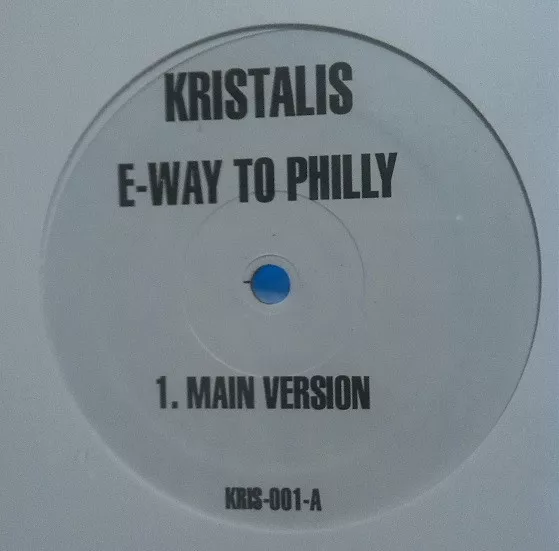 KRISTALIS
E-WAY TO PHILLY
1. MAIN VERSION
KRIS-001-A